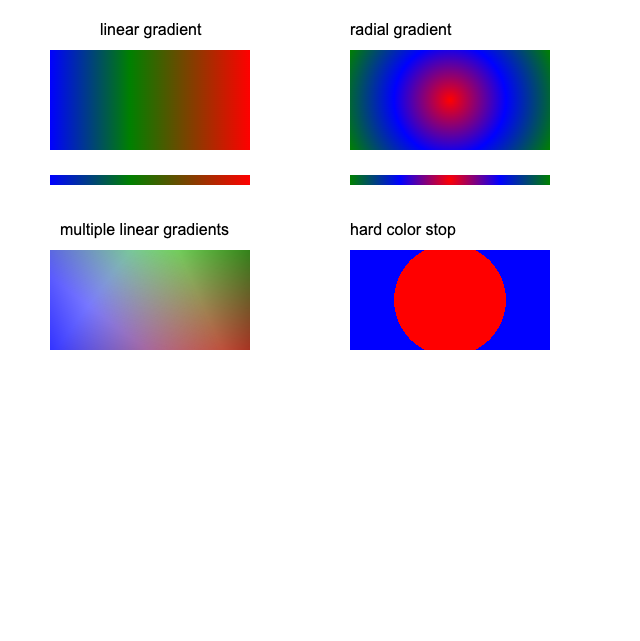 linear gradient
radial gradient
multiple linear gradients
hard color stop